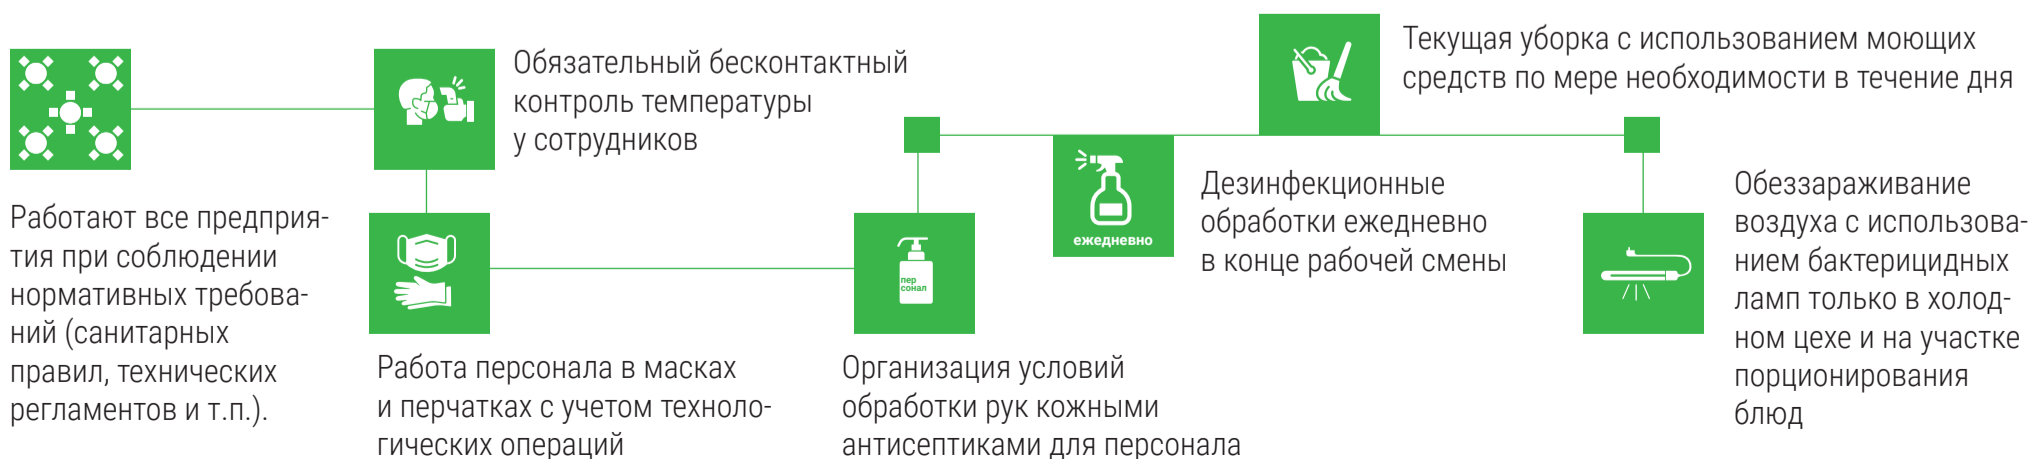 Работают все предприя-
тия при соблюдении
нормативных требова-
ний (санитарных
правил, технических
регламентов и т.п.).
Обязательный бесконтактный
контроль температуры
у сотрудников
Работа персонала в масках
и перчатках с учетом техноло-
гических операций
пер
сонал
Организация условий
обработки рук кожными
антисептиками для персонала
ежедневно
Дезинфекционные
обработки ежедневно
в конце рабочей смены
Текущая уборка с использованием моющих
средств по мере необходимости в течение дня
Обеззараживание
воздуха с использова-
нием бактерицидных
ламп только в холод-
ном цехе и на участке
порционирования
блюд